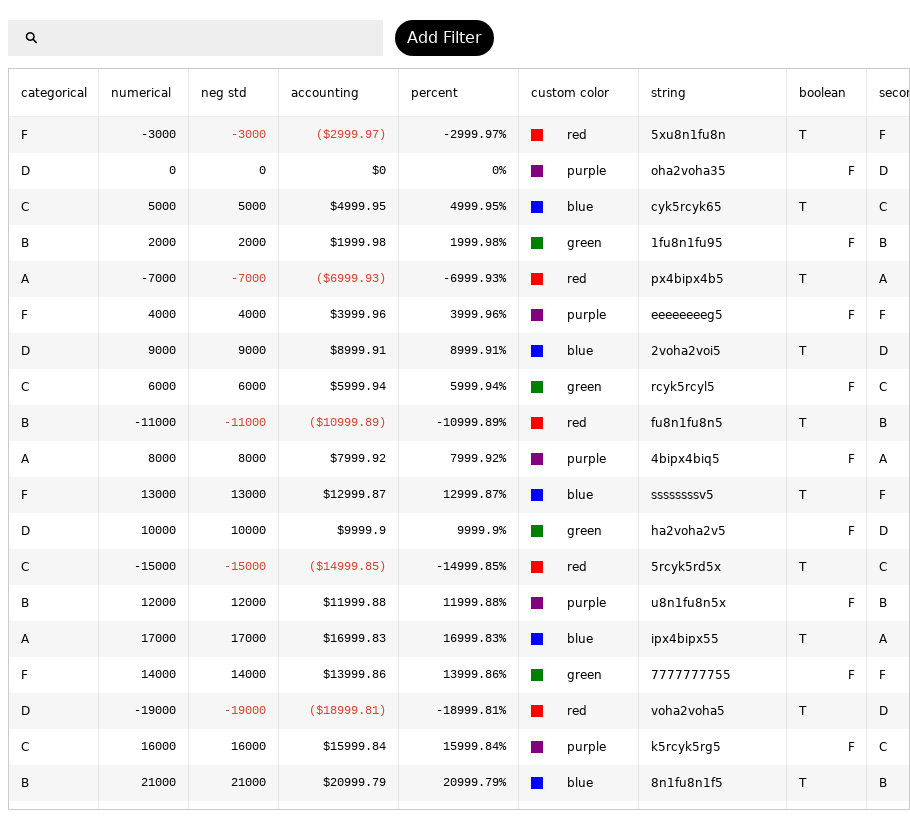 Add Filter
categorical numerical neg std accounting percent custom color string boolean secor
F -3000 -3000 ($2999.97) -2999.97% red 5xu8n1fu8n T F
D 0 0 $0 0% purple oha2voha35 F D
C 5000 5000 $4999.95 4999.95% blue cyk5rcyk65 T C
B 2000 2000 $1999.98 1999.98% green 1fu8n1fu95 F B
A -7000 -7000 ($6999.93) -6999.93% red px4bipx4b5 T A
F 4000 4000 $3999.96 3999.96% purple eeeeeeeeg5 F F
D 9000 9000 $8999.91 8999.91% blue 2voha2voi5 T D
C 6000 6000 $5999.94 5999.94% green rcyk5rcyl5 F C
B -11000 -11000 ($10999.89) -10999.89% red fu8n1fu8n5 T B
A 8000 8000 $7999.92 7999.92% purple 4bipx4biq5 F A
F 13000 13000 $12999.87 12999.87% blue sssssssssv5 T F
D 10000 10000 $9999.9 9999.9% green ha2voha2v5 F D
C -15000 -15000 ($14999.85) -14999.85% red 5rcyk5rd5x T C
B 12000 12000 $11999.88 11999.88% purple u8n1fu8n5x F B
A 17000 17000 $16999.83 16999.83% blue ipx4bipx55 T A
F 14000 14000 $13999.86 13999.86% green 7777777755 F F
D -19000 -19000 ($18999.81) -18999.81% red voha2voha5 T D
C 16000 16000 $15999.84 15999.84% purple k5rcyk5rg5 F C
B 21000 21000 $20999.79 20999.79% blue 8n1fu8n1f5 T B